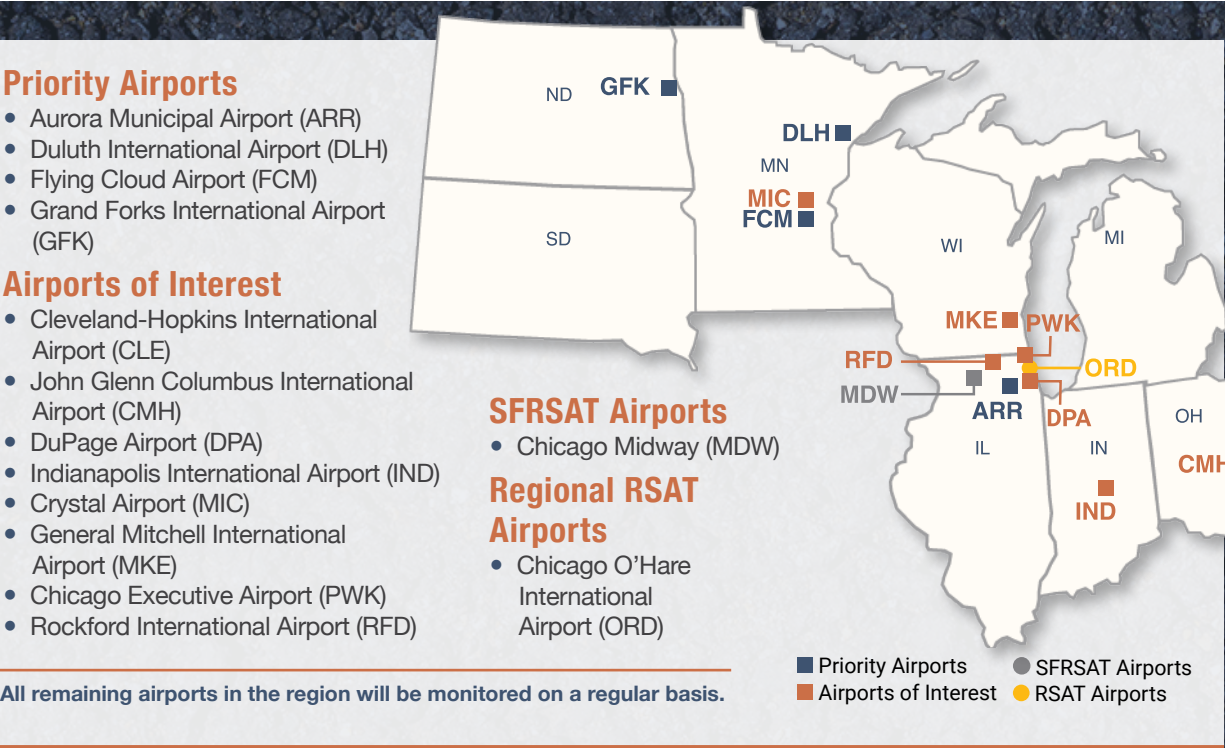 Priority Airports
• Aurora Municipal Airport (ARR)
• Duluth International Airport (DLH)
• Flying Cloud Airport (FCM)
• Grand Forks International Airport
(GFK)
Airports of Interest
• Cleveland-Hopkins International
Airport (CLE)
• John Glenn Columbus International
Airport (CMH)
• DuPage Airport (DPA)
• Indianapolis International Airport (IND)
• Crystal Airport (MIC)
• General Mitchell International
Airport (MKE)
• Chicago Executive Airport (PWK)
• Rockford International Airport (RFD)
SFRSAT Airports
• Chicago Midway (MDW)
Regional RSAT
Airports
• Chicago O’Hare
International
Airport (ORD)
All remaining airports in the region will be monitored on a regular basis.
ND
GFK
DLH
MN
MIC
FCM
SD
WI
MI
MKE
PWK
RFD
ORD
MDW
ARR
DPA
OH
IL
IN
CMH
IND
Priority Airports
SFRSAT Airports
Airports of Interest
RSAT Airports